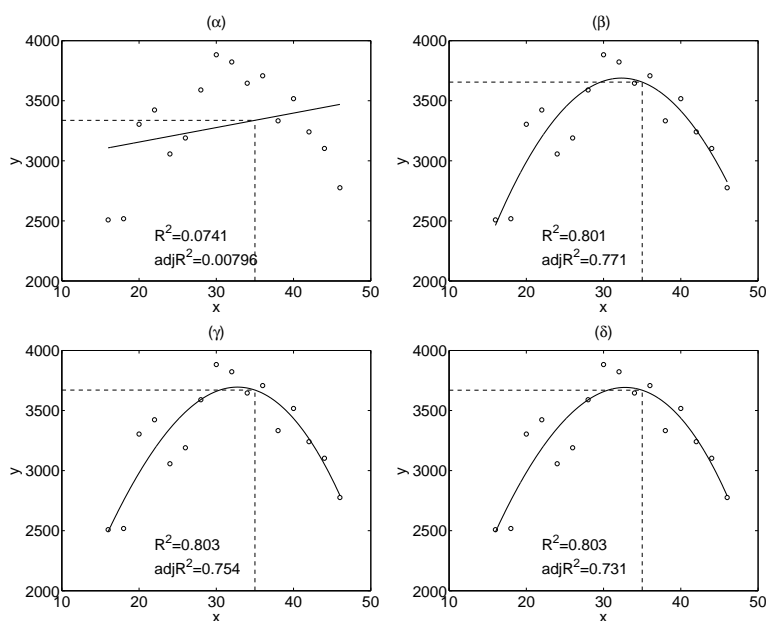 (α)
4000
3500
y
3000
2500
2000
R²=0.0741
adjR²=0.00796
10 20 30 40 50
x
(β)
4000
3500
y
3000
2500
2000
R²=0.801
adjR²=0.771
10 20 30 40 50
x
(γ)
4000
3500
y
3000
2500
2000
R²=0.803
adjR²=0.754
10 20 30 40 50
x
(δ)
4000
3500
y
3000
2500
2000
R²=0.803
adjR²=0.731
10 20 30 40 50
x